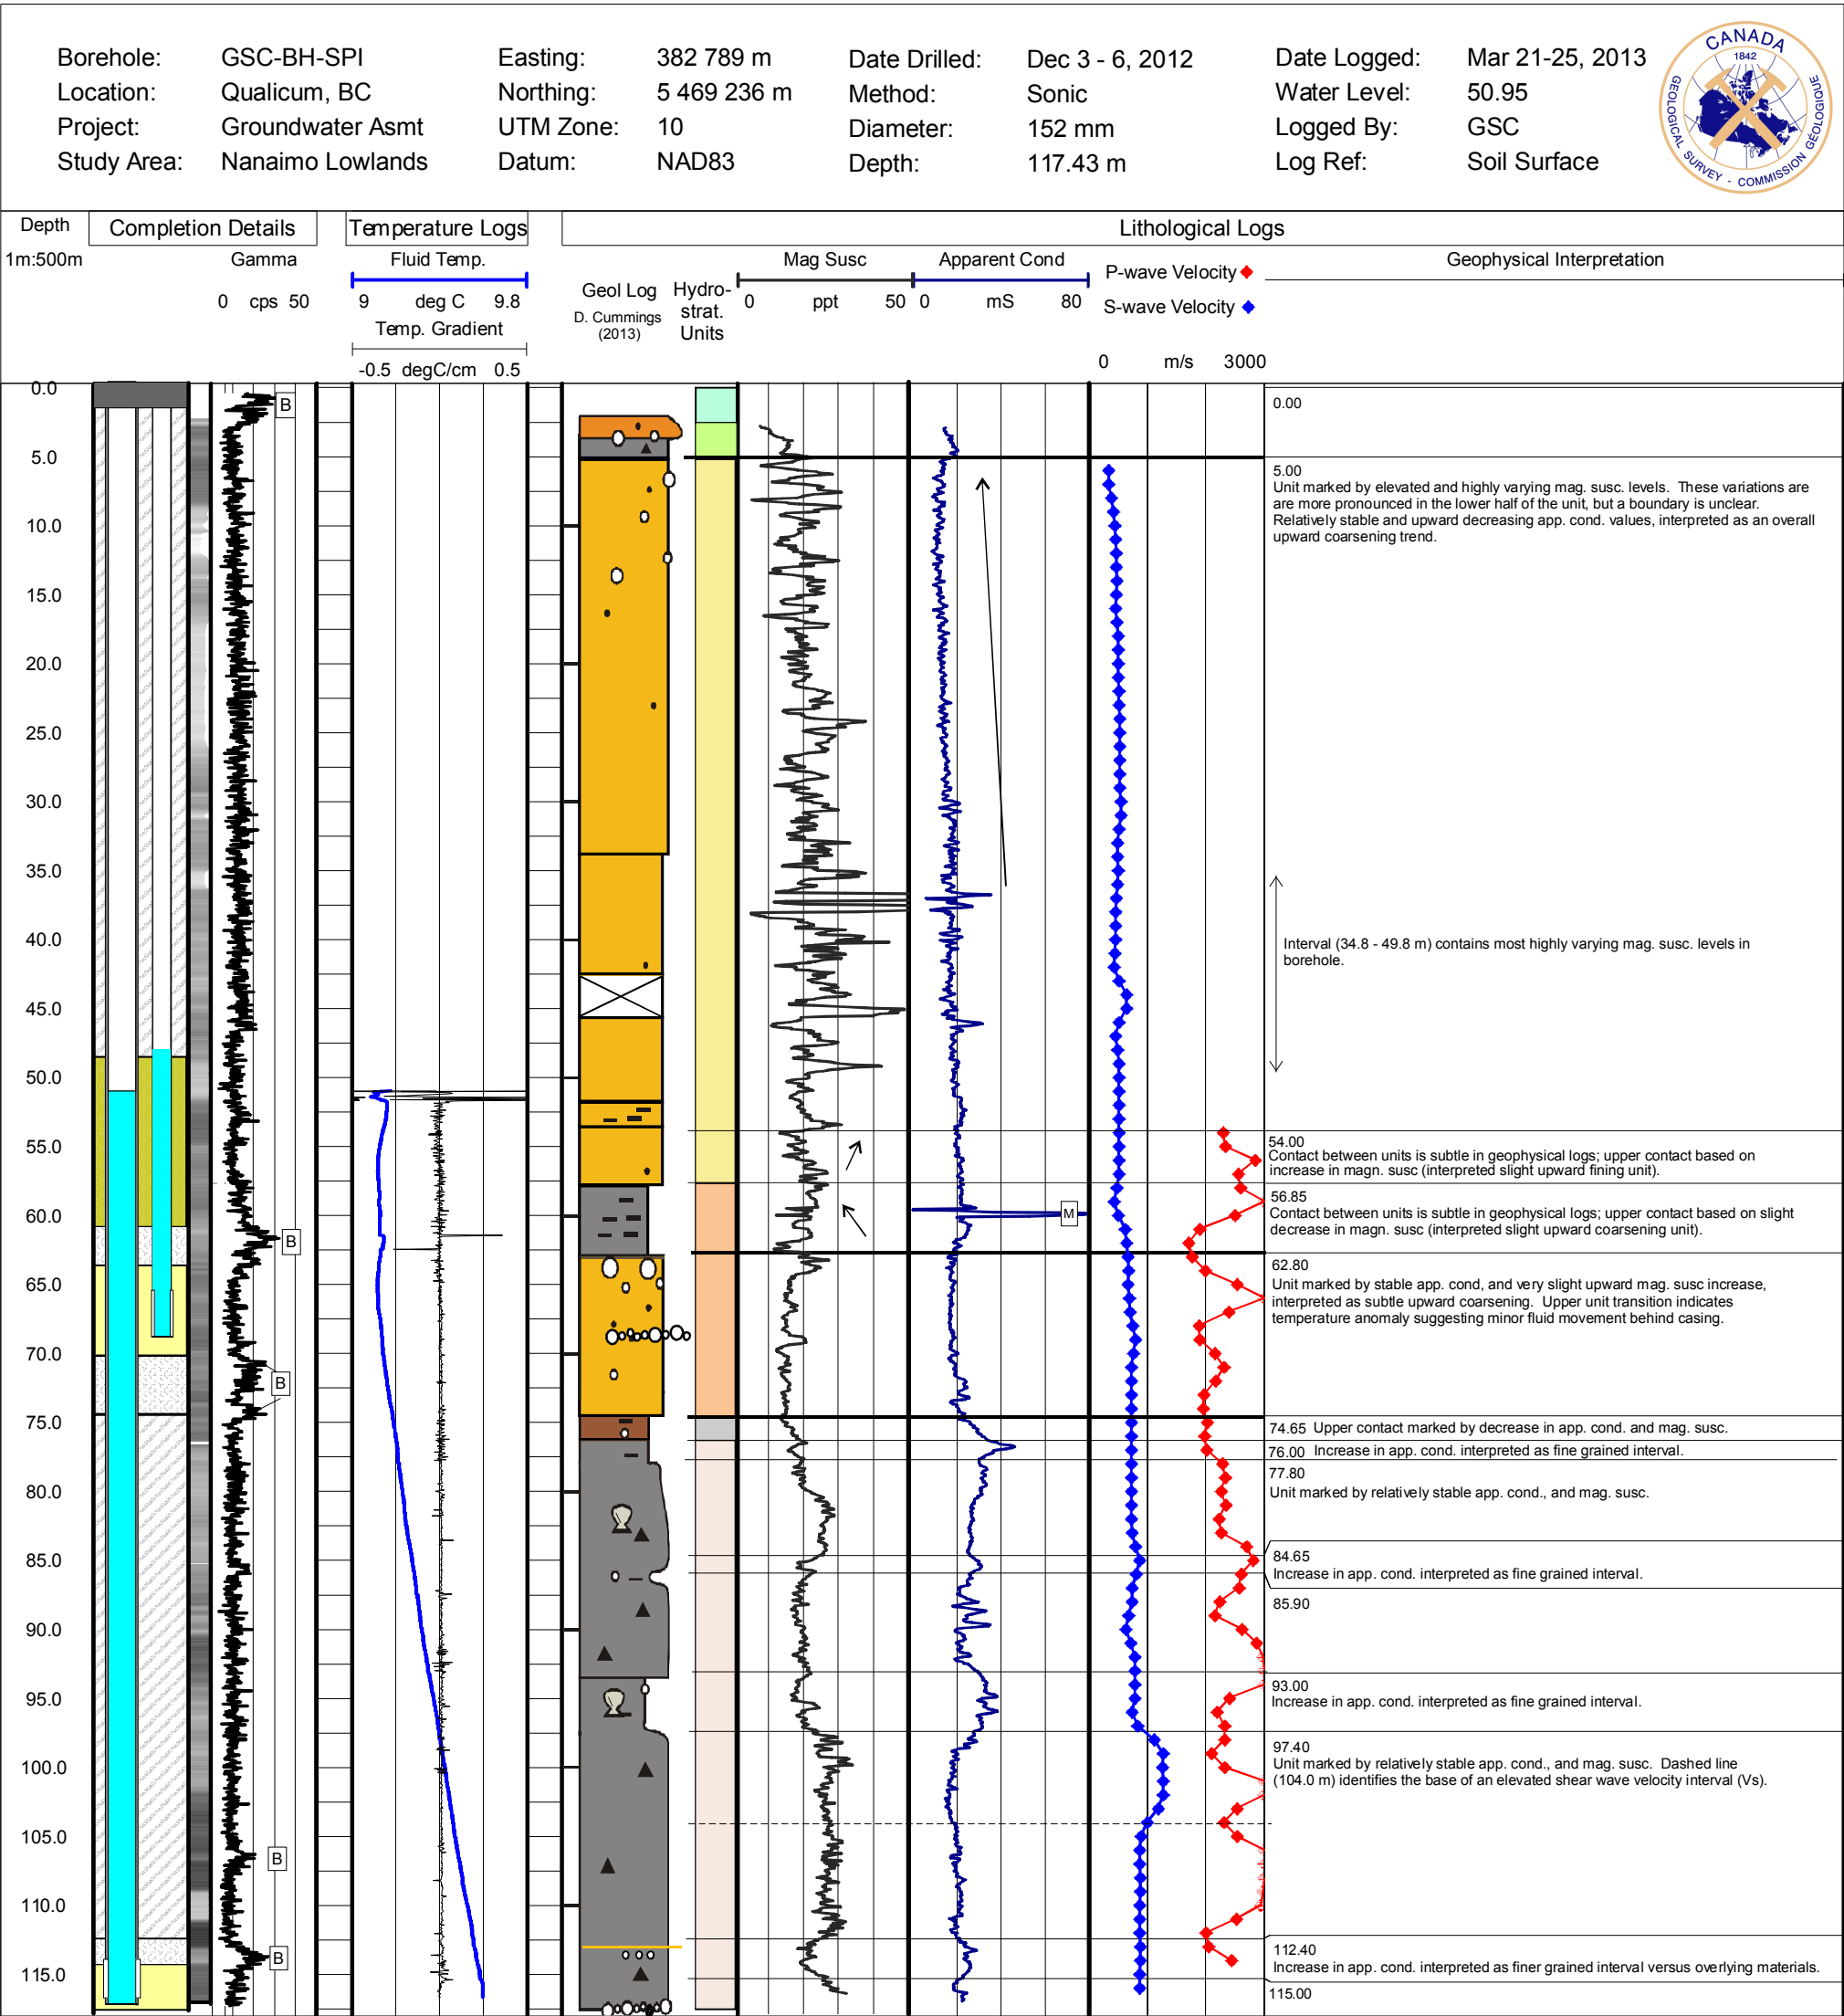 Borehole: GSC-BH-SPI Easting: 382 789 m Date Drilled: Dec 3 - 6, 2012 Date Logged: Mar 21-25, 2013
Location: Qualicum, BC Northing: 5 469 236 m Method: Sonic Water Level: 50.95
Project: Groundwater Asmt UTM Zone: 10 Diameter: 152 mm Logged By: GSC
Study Area: Nanaimo Lowlands Datum: NAD83 Depth: 117.43 m Log Ref: Soil Surface
CANADA
1842
GEOLOGICAL SURVEY - COMMISSION GÉOLOGIQUE
Depth Completion Details Temperature Logs Lithological Logs
1m:500m Gamma Fluid Temp. Mag Susc Apparent Cond P-wave Velocity Geophysical Interpretation
0 cps 50 9 deg C 9.8 Geol Log Hydro- 0 ppt 50 0 mS 80 S-wave Velocity
D. Cummings strat.
Temp. Gradient (2013) Units
-0.5 degC/cm 0.5 0 m/s 3000
0.0
B
0.00
5.0
5.00
Unit marked by elevated and highly varying mag. susc. levels. These variations are
are more pronounced in the lower half of the unit, but a boundary is unclear.
Relatively stable and upward decreasing app. cond. values, interpreted as an overall
upward coarsening trend.
10.0
15.0
20.0
25.0
30.0
35.0
40.0
Interval (34.8 - 49.8 m) contains most highly varying mag. susc. levels in
borehole.
45.0
50.0
55.0
54.00
Contact between units is subtle in geophysical logs; upper contact based on
increase in magn. susc (interpreted slight upward fining unit).
56.85
Contact between units is subtle in geophysical logs; upper contact based on slight
decrease in magn. susc (interpreted slight upward coarsening unit).
60.0
M
B
62.80
Unit marked by stable app. cond, and very slight upward mag. susc increase,
interpreted as subtle upward coarsening. Upper unit transition indicates
temperature anomaly suggesting minor fluid movement behind casing.
65.0
70.0
B
75.0
74.65 Upper contact marked by decrease in app. cond. and mag. susc.
76.00 Increase in app. cond. interpreted as fine grained interval.
77.80
Unit marked by relatively stable app. cond., and mag. susc.
80.0
85.0
84.65
Increase in app. cond. interpreted as fine grained interval.
85.90
90.0
95.0
93.00
Increase in app. cond. interpreted as fine grained interval.
97.40
Unit marked by relatively stable app. cond., and mag. susc. Dashed line
(104.0 m) identifies the base of an elevated shear wave velocity interval (Vs).
100.0
105.0
B
110.0
112.40
Increase in app. cond. interpreted as finer grained interval versus overlying materials.
B
115.0
115.00